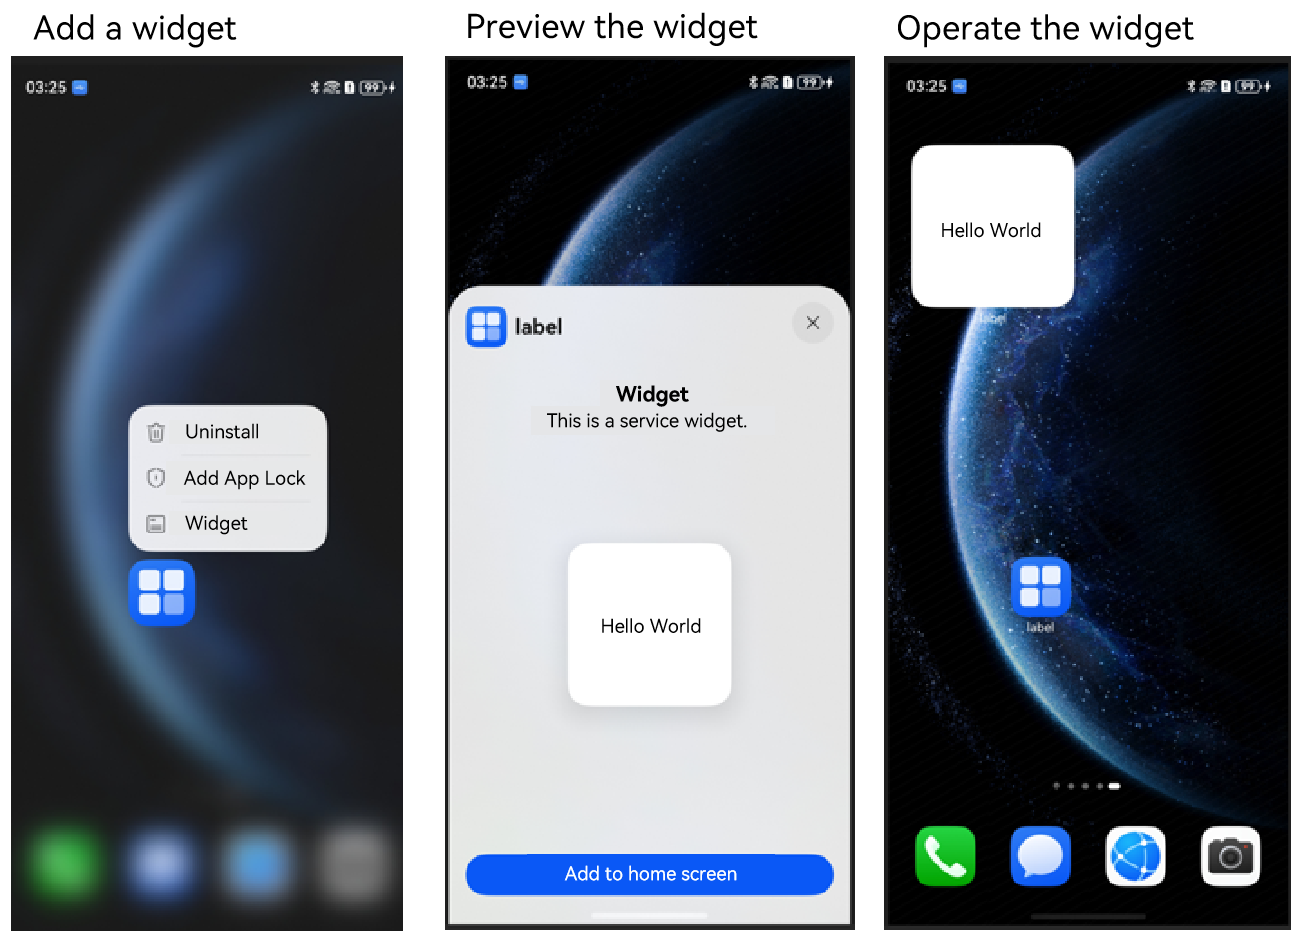 Add a widget
03:25
99
Uninstall
Add App Lock
Widget
Preview the widget
03:25
99
label
Widget
This is a service widget.
Hello World
Add to home screen
Operate the widget
03:25
99
Hello World
label
label